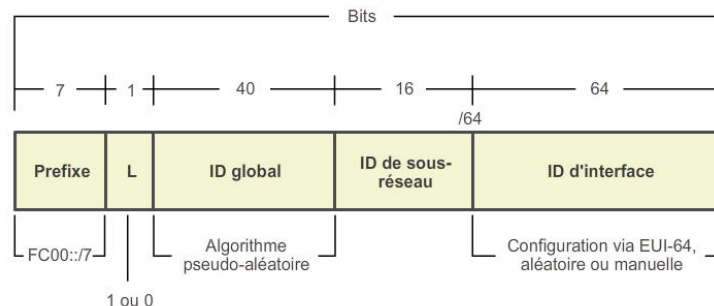 Bits
7 1 40 16 64
/64
Prefixe L ID global ID de sous-
réseau ID d'interface
FC00::/7 Algorithme
pseudo-aléatoire Configuration via EUI-64,
aléatoire ou manuelle
1 ou 0